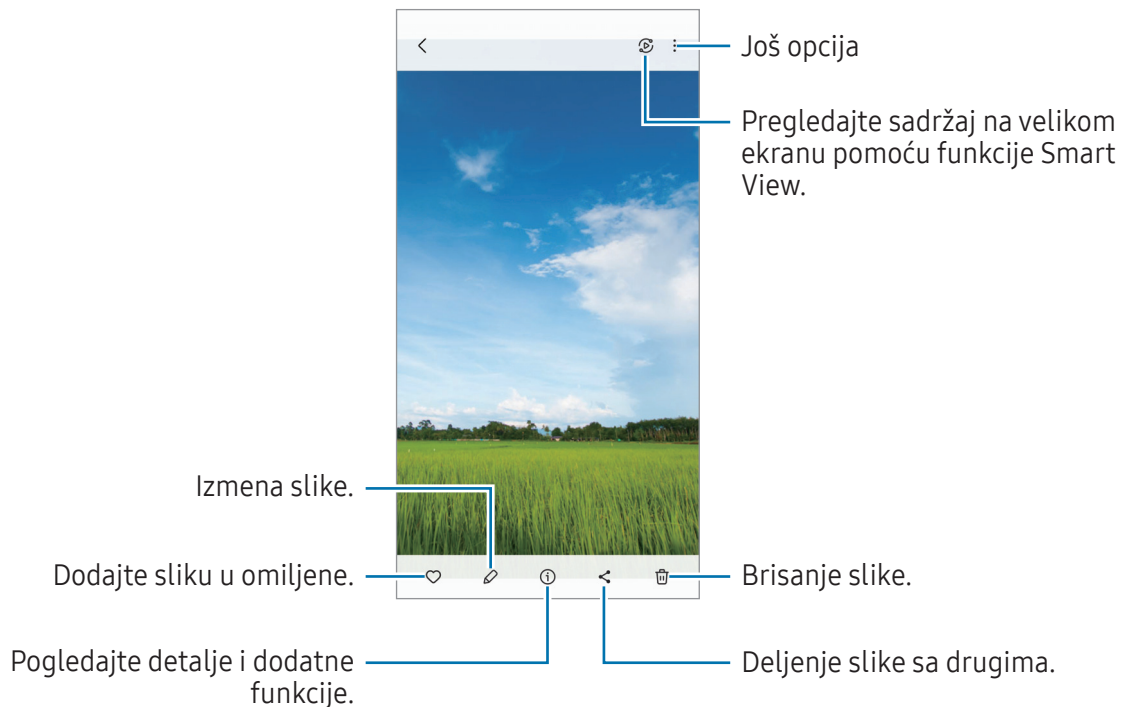 Još opcija
Pregledajte sadržaj na velikom
ekranu pomoću funkcije Smart
View.
Izmena slike.
Dodajte sliku u omiljene.
Brisanje slike.
Pogledajte detalje i dodatne
funkcije.
Deljenje slike sa drugima.